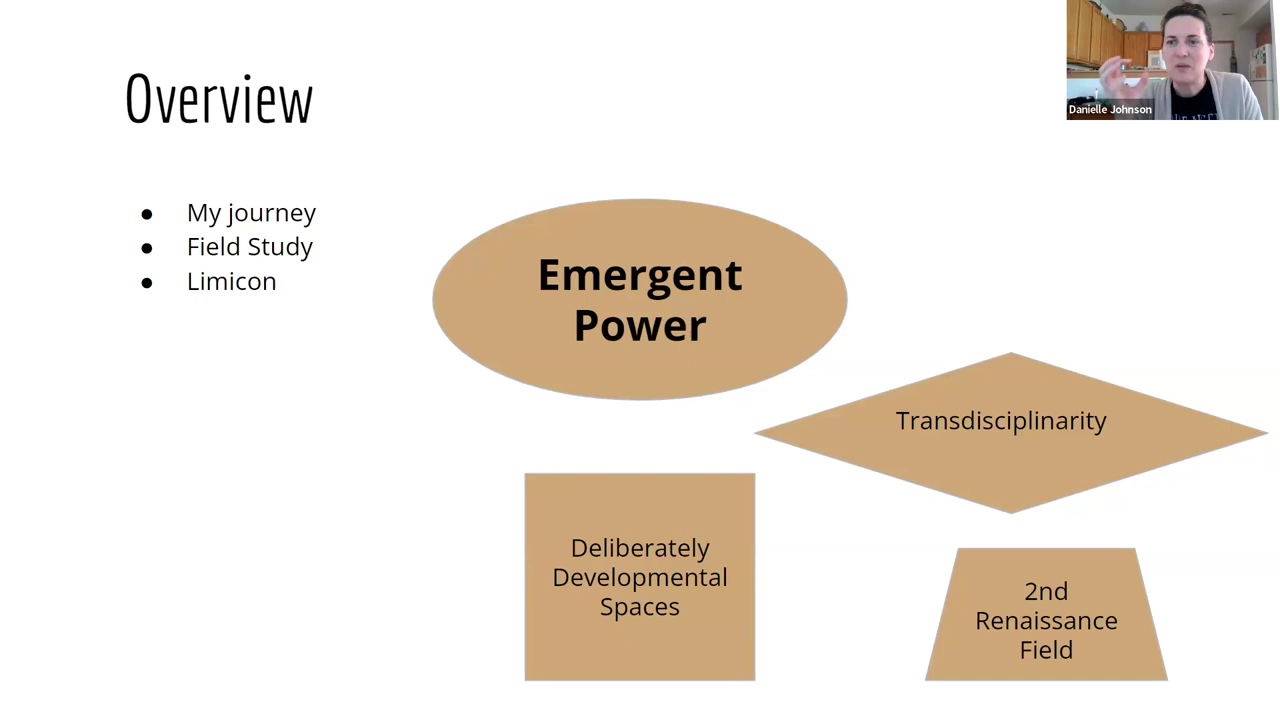 Overview
Danielle Johnson
● My journey
● Field Study
● Limicon
Emergent
Power
Transdisciplinarity
Deliberately
Developmental
Spaces
2nd
Renaissance
Field